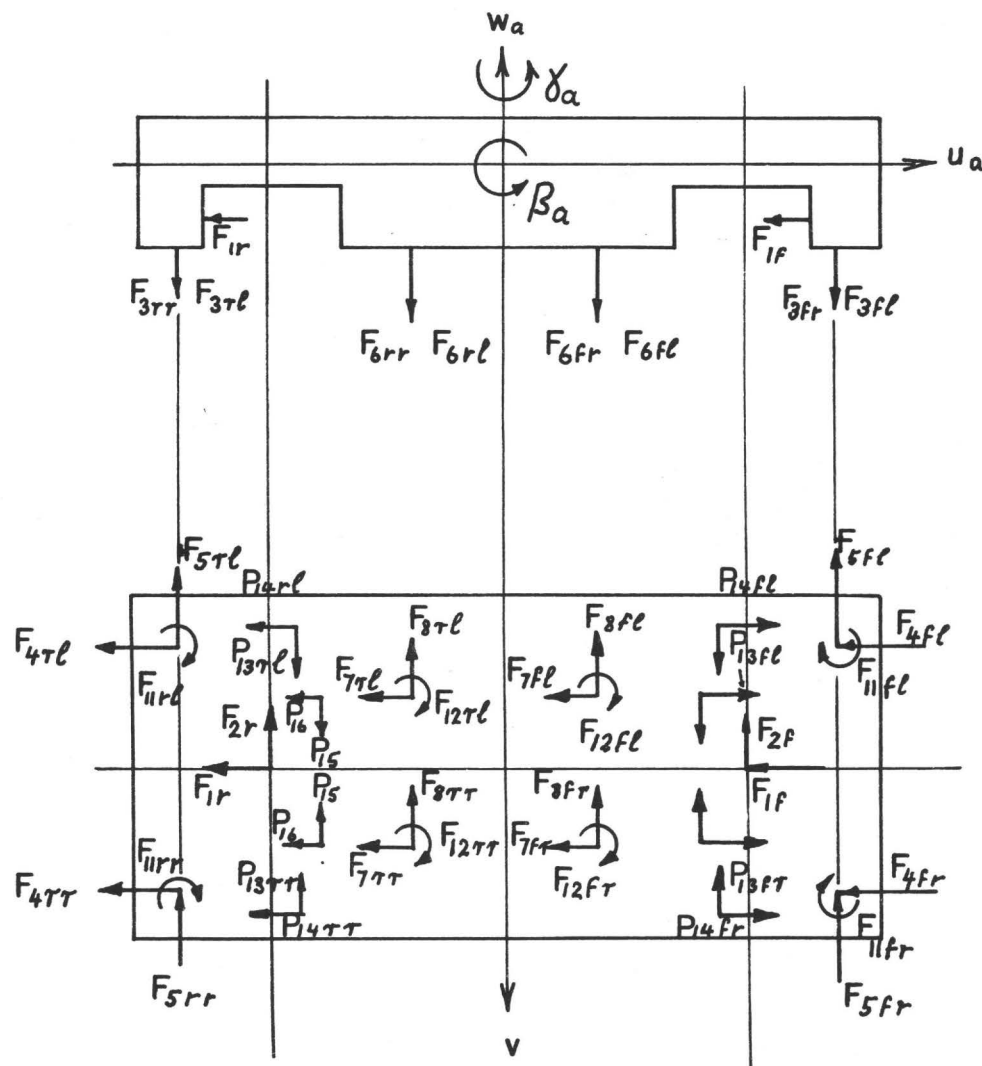 wₐ
γₐ
uₐ
βₐ
F₁r F₁f
F₃rr F₃rl F₃fr F₃fl
F₆rr F₆rl F₆fr F₆fl
F₅rl F₅fl
P₁₄rl P₁₄fl
F₈rl F₈fl
F₄rl F₄fl
P₁₃rl P₁₃fl
F₇rl F₇fl
F₁₁rl F₁₁fl
F₁₂rl
F₂r P₁₆ F₂f
F₁₂fl
P₁₅
F₁r P₁₅ F₈rr F₈fr F₁f
P₁₆ F₁₂rr F₇fr
F₁₁rr F₇rr
P₁₃rr F₁₂fr P₁₃fr
F₄rr F₄fr
P₁₄rr P₁₄fr
F₁₁fr
F₅rr F₅fr
v